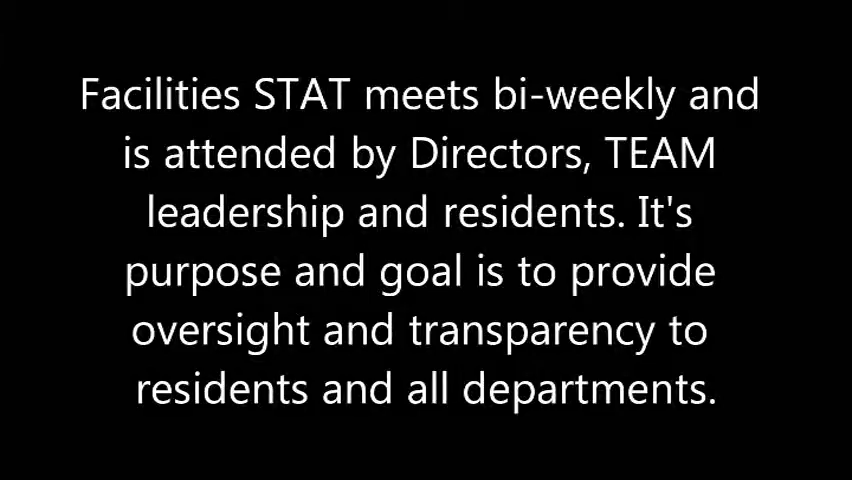 Facilities STAT meets bi-weekly and
is attended by Directors, TEAM
leadership and residents. It's
purpose and goal is to provide
oversight and transparency to
residents and all departments.